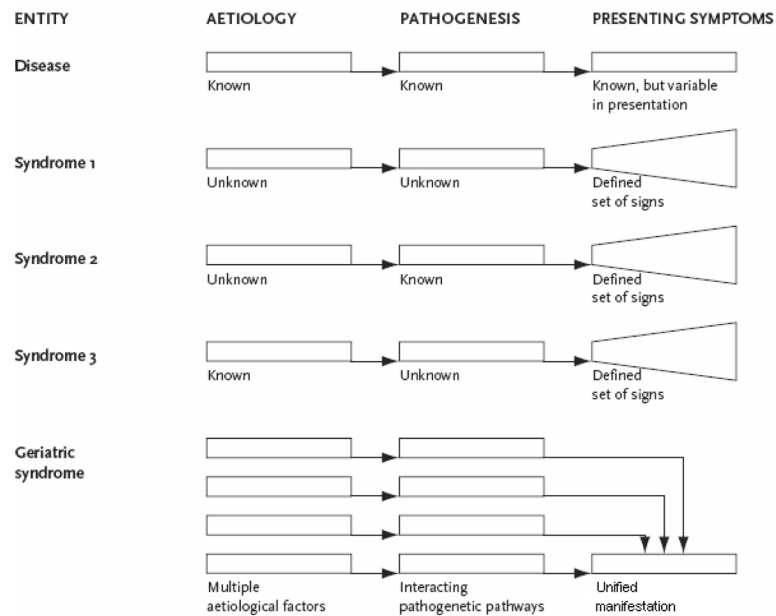 ENTITY AETIOLOGY PATHOGENESIS PRESENTING SYMPTOMS
Disease
Known Known Known, but variable
in presentation
Syndrome 1
Unknown Unknown Defined
set of signs
Syndrome 2
Unknown Known Defined
set of signs
Syndrome 3
Known Unknown Defined
set of signs
Geriatric
syndrome
Multiple Interacting Unified
aetiological factors pathogenetic pathways manifestation